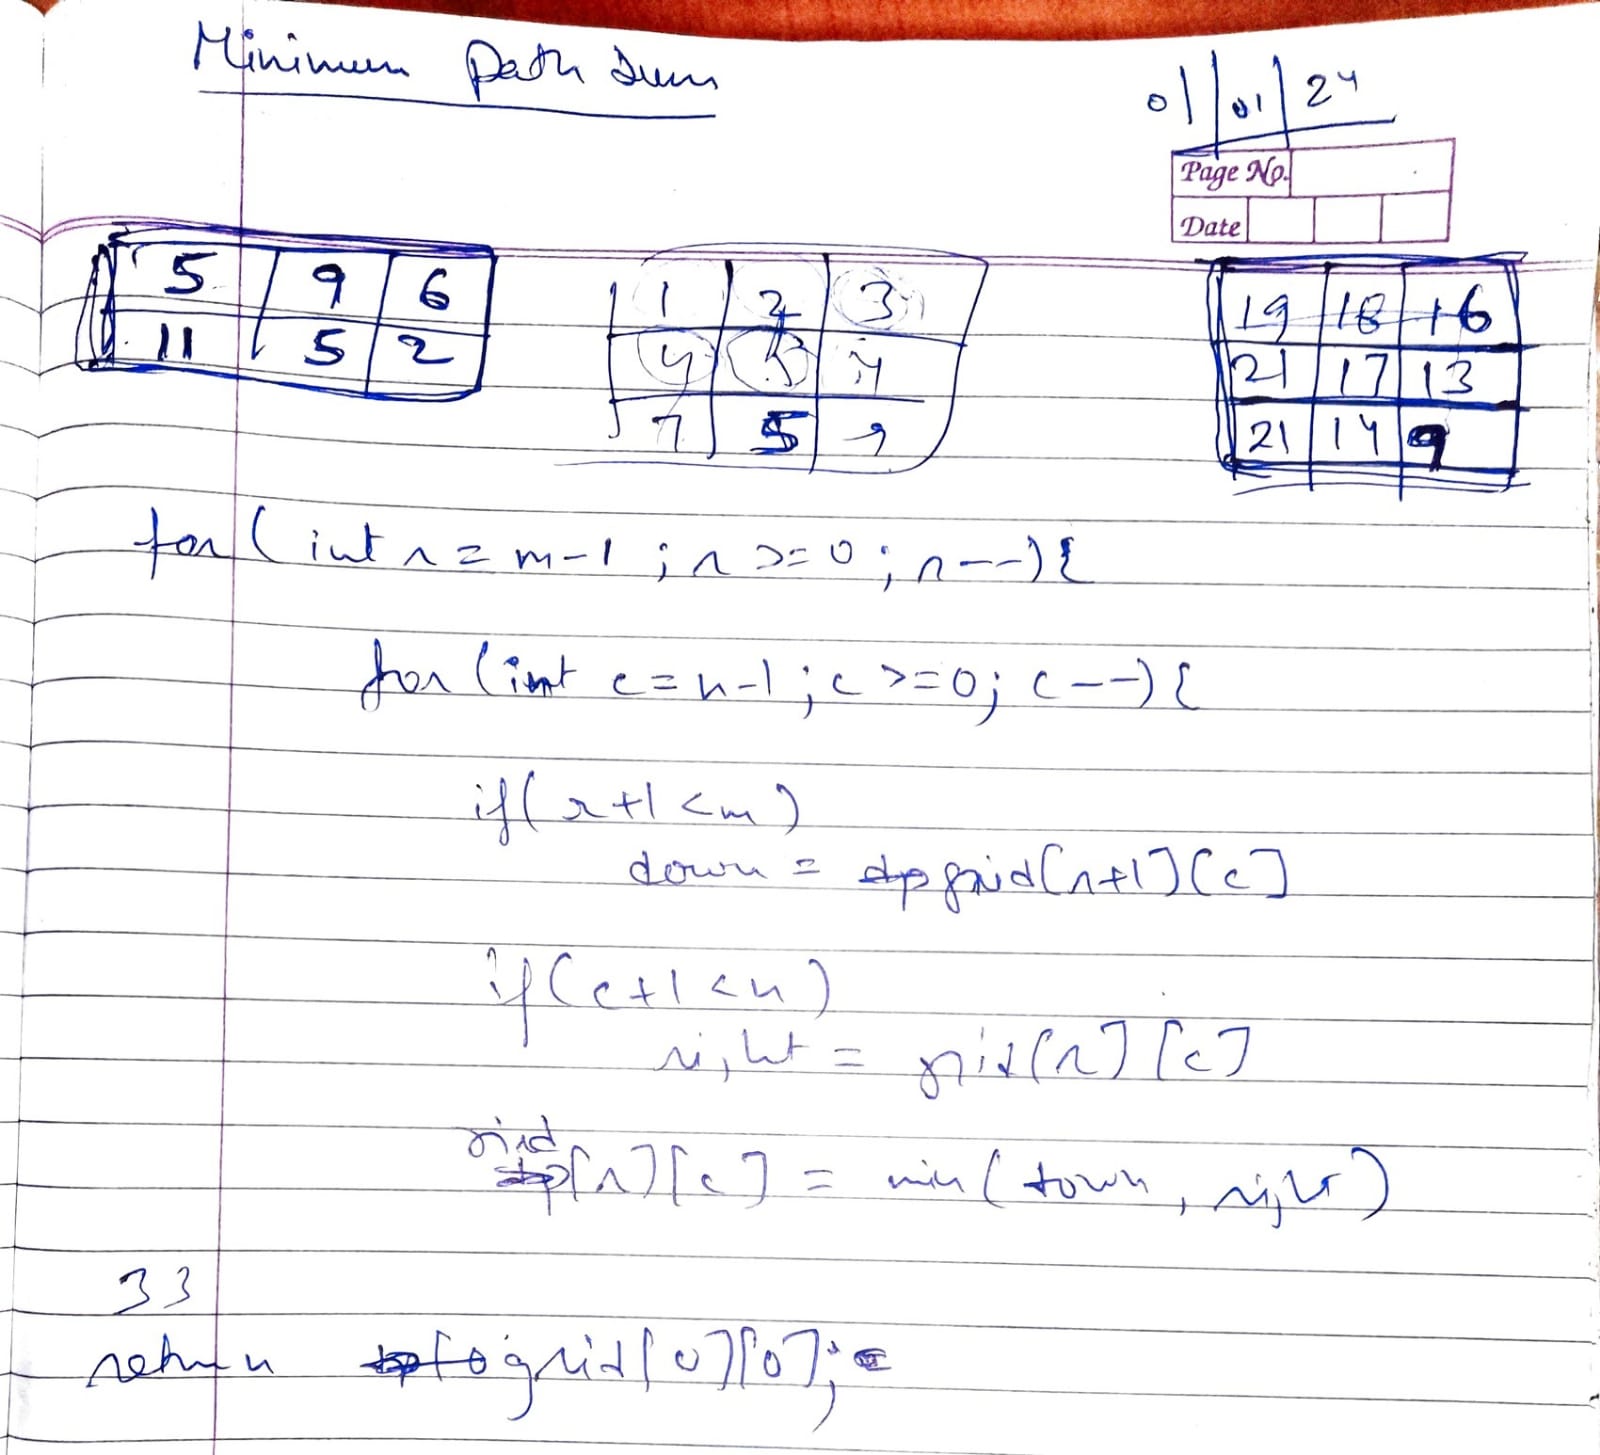 Minimum Path Sum
01/01/24
Page No.
Date
5 9 6
11 5 2
1 2 3
4 5 4
7 5 9
19 18 16
21 17 13
21 14 9
for(int r=m-1;r>=0;r--){
for(int c=n-1;c>=0;c--){
if(r+1<m)
down = dp grid[r+1][c]
if(c+1<n)
right = grid[r][c]
grid
dp[r][c] = min(down, right)
}}
return grid[0][0];